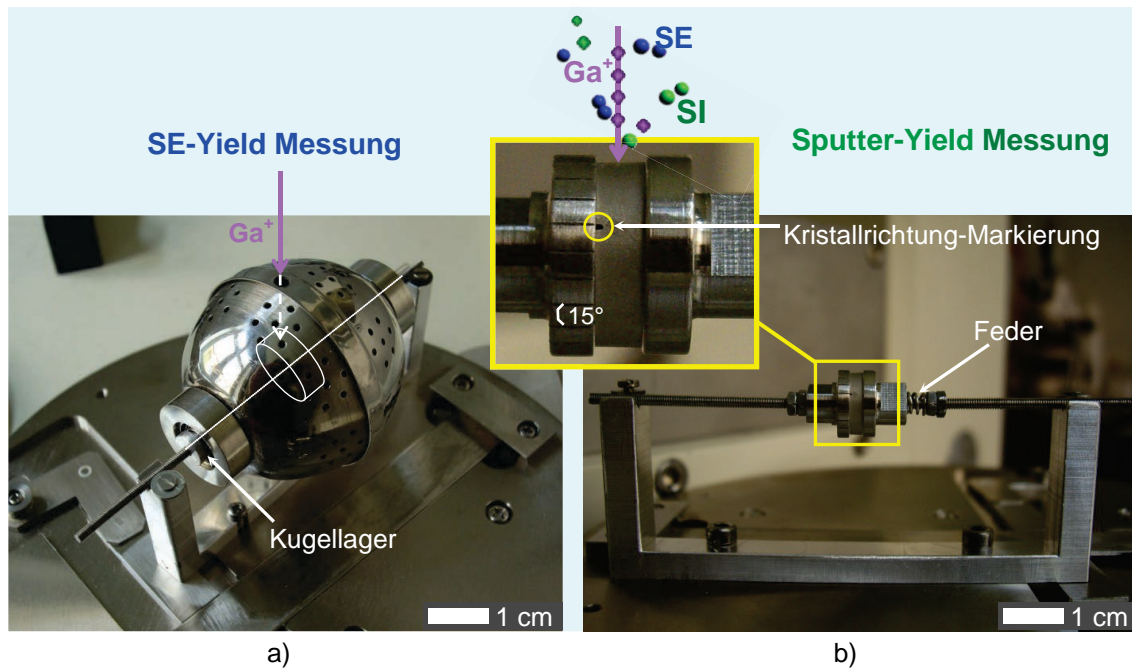 SE
Ga⁺
SI
SE-Yield Messung
Sputter-Yield Messung
Ga⁺
Kristallrichtung-Markierung
15°
Feder
Kugellager
1 cm
1 cm
a)
b)